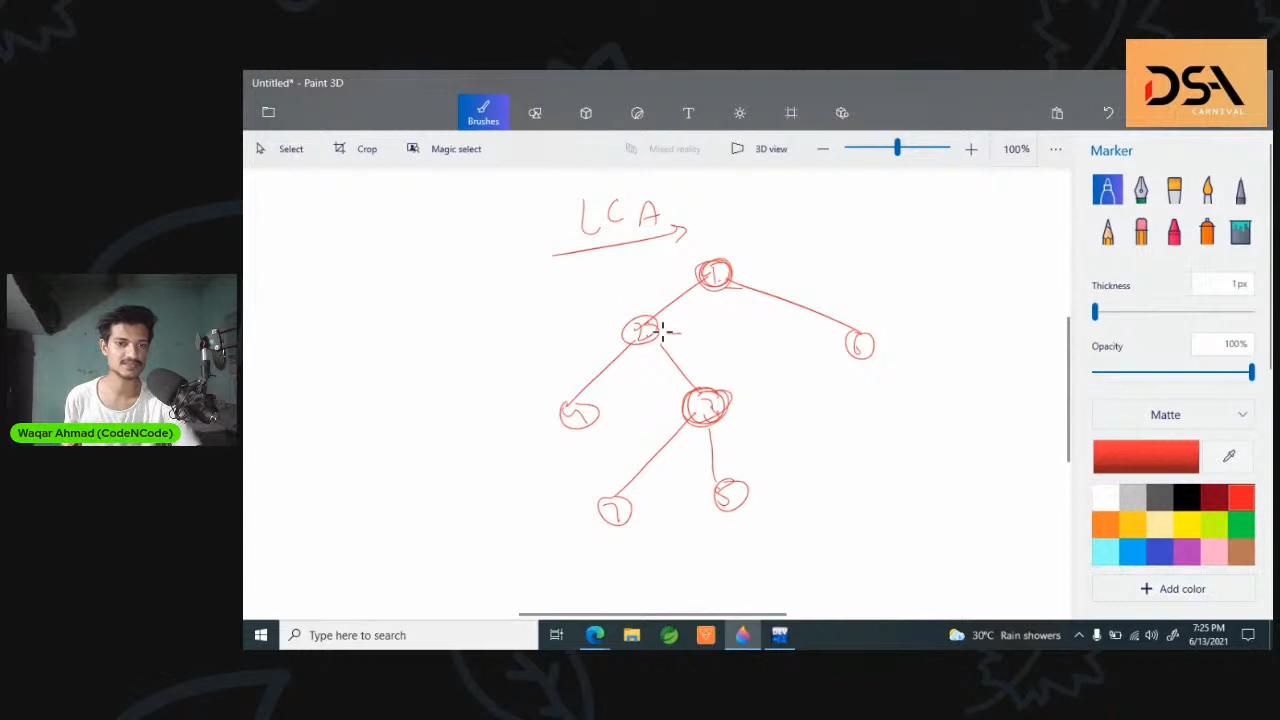 DSA
CARNIVAL
Untitled* - Paint 3D
Brushes
Select
Crop
Magic select
Mixed reality
3D view
100%
Marker
LCA
1
2
6
7
5
Thickness
1px
Opacity
100%
Matte
Add color
Waqar Ahmad (CodeNCode)
Type here to search
DEV
30°C Rain showers
7:25 PM
6/13/2021